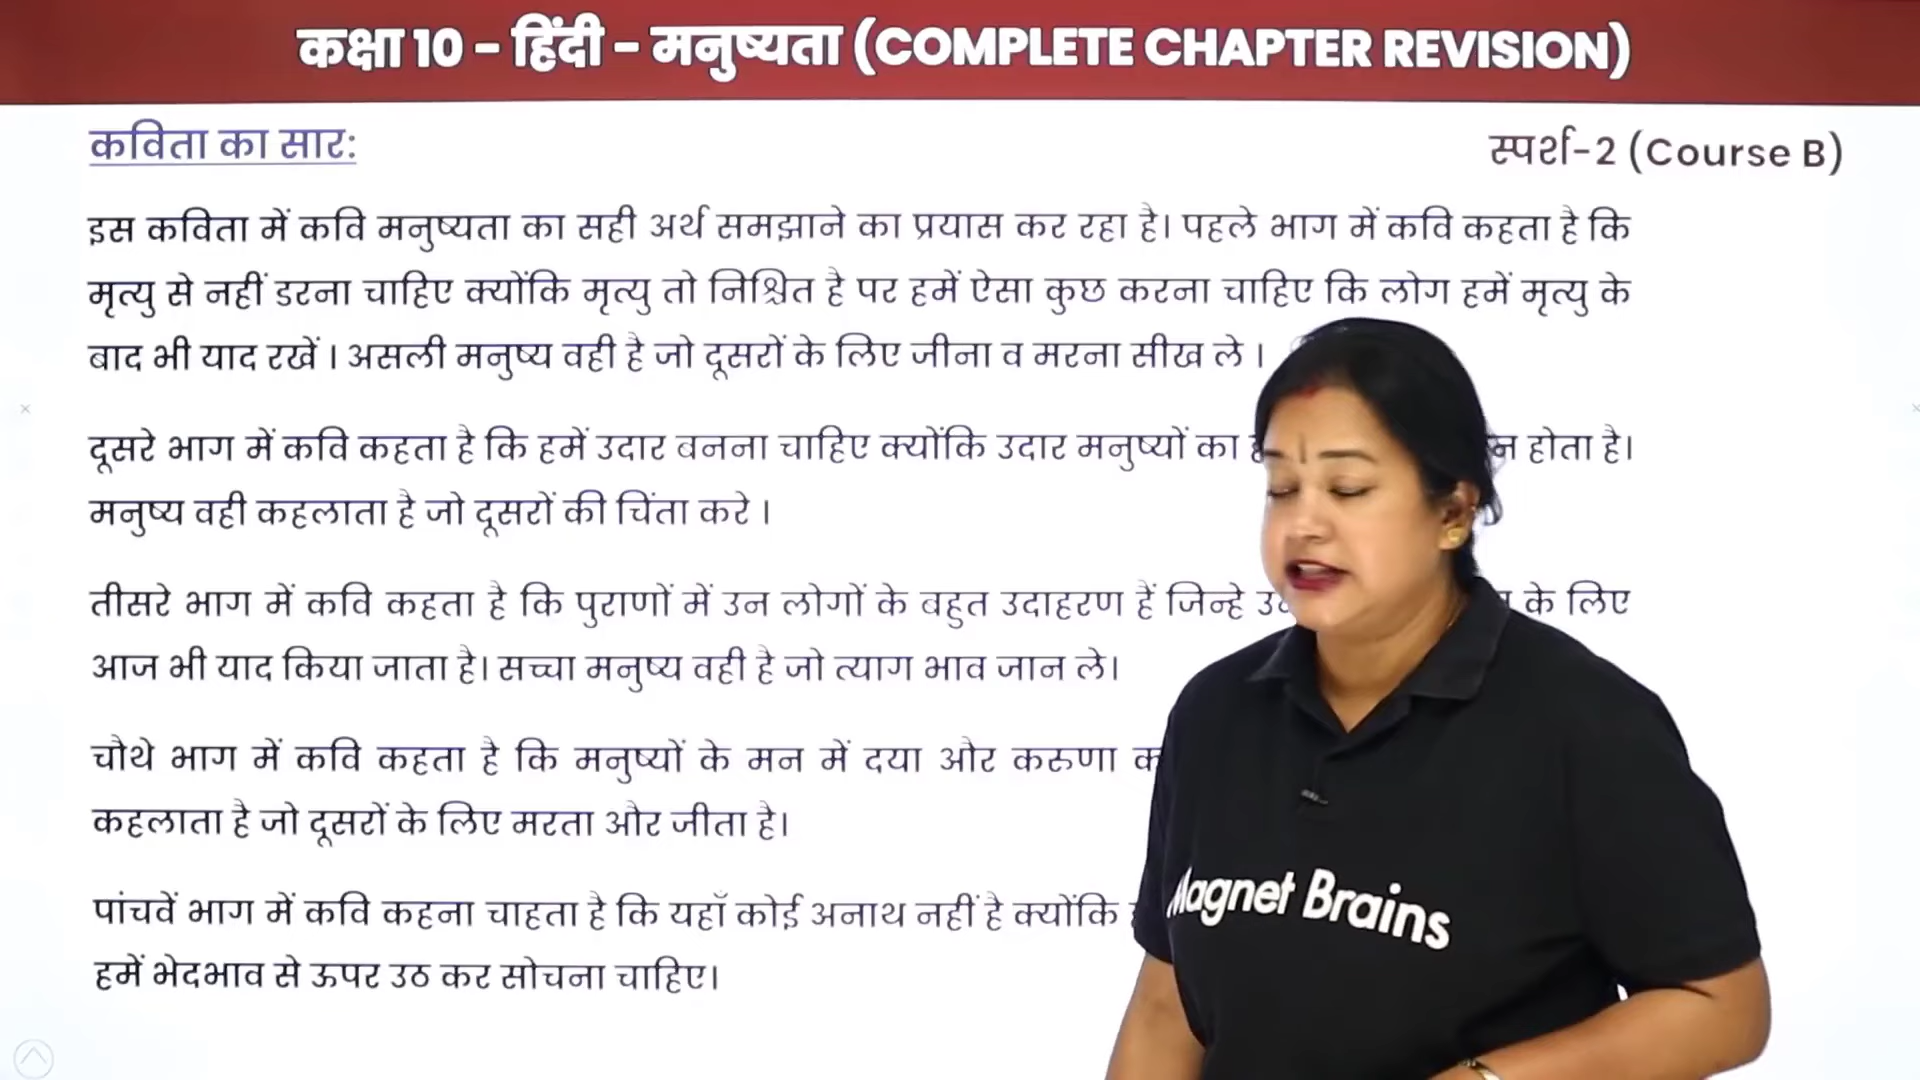 कक्षा 10 - हिंदी - मनुष्यता (COMPLETE CHAPTER REVISION)
कविता का सार:
स्पर्श-2 (Course B)
इस कविता में कवि मनुष्यता का सही अर्थ समझाने का प्रयास कर रहा है। पहले भाग में कवि कहता है कि
मृत्यु से नहीं डरना चाहिए क्योंकि मृत्यु तो निश्चित है पर हमें ऐसा कुछ करना चाहिए कि लोग हमें मृत्यु के
बाद भी याद रखें । असली मनुष्य वही है जो दूसरों के लिए जीना व मरना सीख ले ।
दूसरे भाग में कवि कहता है कि हमें उदार बनना चाहिए क्योंकि उदार मनुष्यों का होता है।
मनुष्य वही कहलाता है जो दूसरों की चिंता करे ।
तीसरे भाग में कवि कहता है कि पुराणों में उन लोगों के बहुत उदाहरण हैं जिन्हे के लिए
आज भी याद किया जाता है। सच्चा मनुष्य वही है जो त्याग भाव जान ले।
चौथे भाग में कवि कहता है कि मनुष्यों के मन में दया और करुणा
कहलाता है जो दूसरों के लिए मरता और जीता है।
पांचवें भाग में कवि कहना चाहता है कि यहाँ कोई अनाथ नहीं है क्योंकि
हमें भेदभाव से ऊपर उठ कर सोचना चाहिए।
Magnet Brains